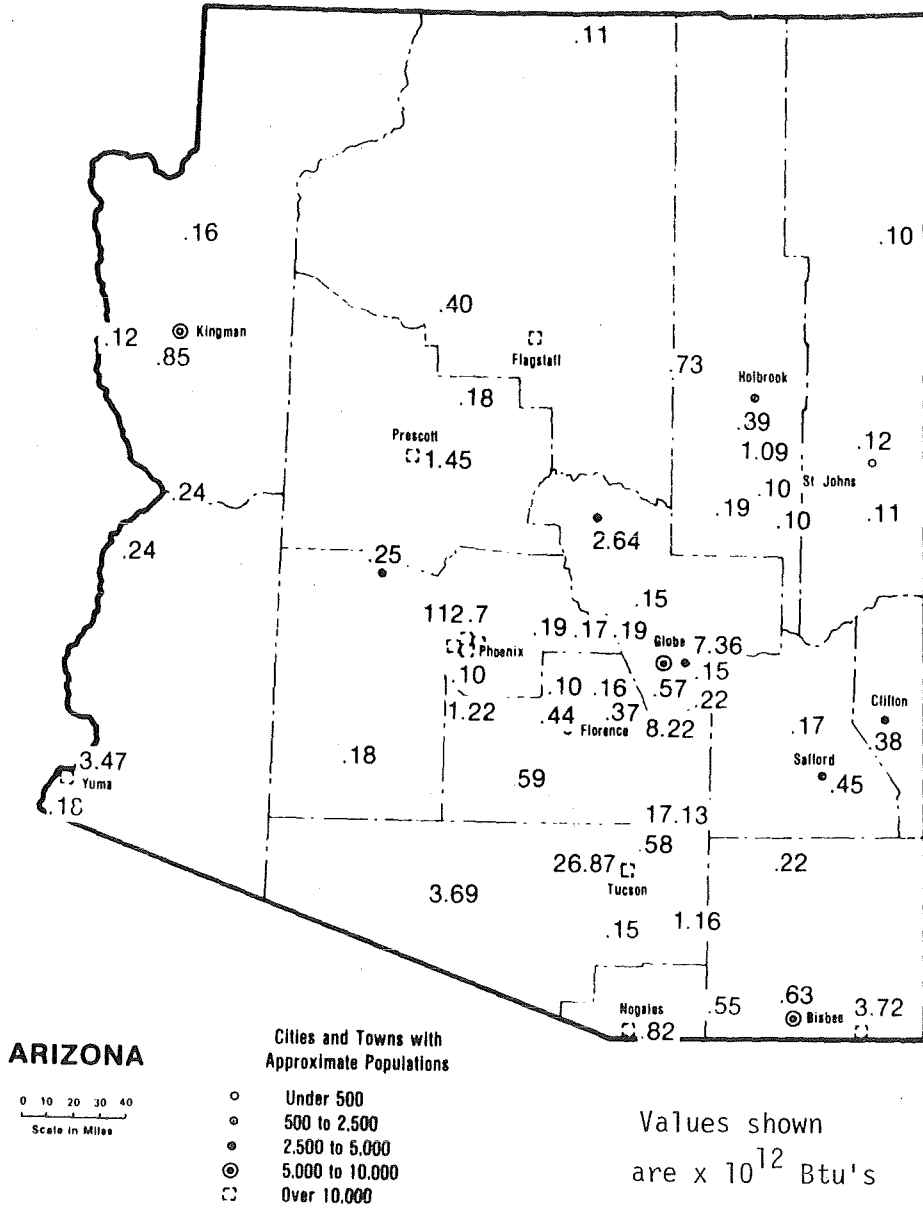 .11
.16
.10
.40
.12
Kingman
.85
Flagstaff
.73
Holbrook
.18
.39
Prescott
1.45
1.09
.12
St Johns
.24
.10
.19
.10
.11
.24
2.64
.25
.15
112.7
.19 .17 .19
Globe
7.36
Phoenix
.10
.15
.10
.16
.57
.22
Clifton
1.22
.44
.37
Florence
8.22
.17
.38
.18
3.47
Yuma
.59
Safford
.45
.18
17.13
.58
26.87
.22
Tucson
3.69
.15
1.16
Nogales
.82
.55
.63
Bisbee
3.72
ARIZONA
0 10 20 30 40
Scale in Miles
Cities and Towns with
Approximate Populations
Under 500
500 to 2,500
2,500 to 5,000
5,000 to 10,000
Over 10,000
Values shown
are x 10^12 Btu's